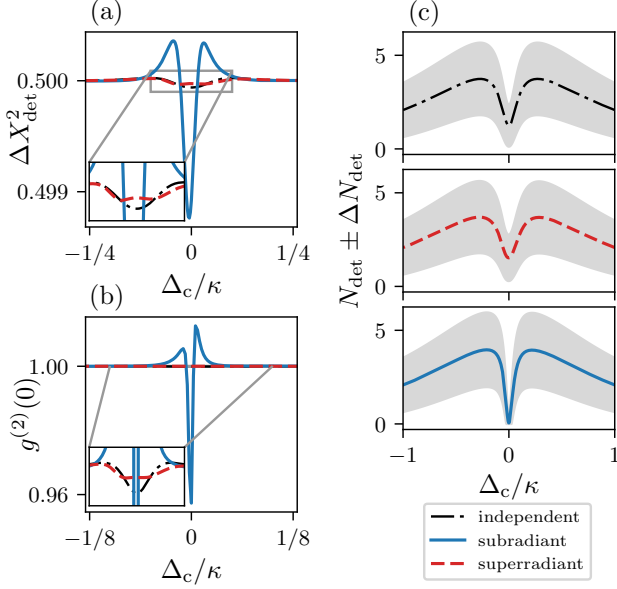 (a)
0.500
0.499
ΔX²_det.
−1/4
0
1/4
Δ_c/κ
(b)
1.00
0.96
g⁽²⁾(0)
−1/8
0
1/8
Δ_c/κ
(c)
5
0
5
0
5
0
N_det ± ΔN_det
−1
0
1
Δ_c/κ
independent
subradiant
superradiant